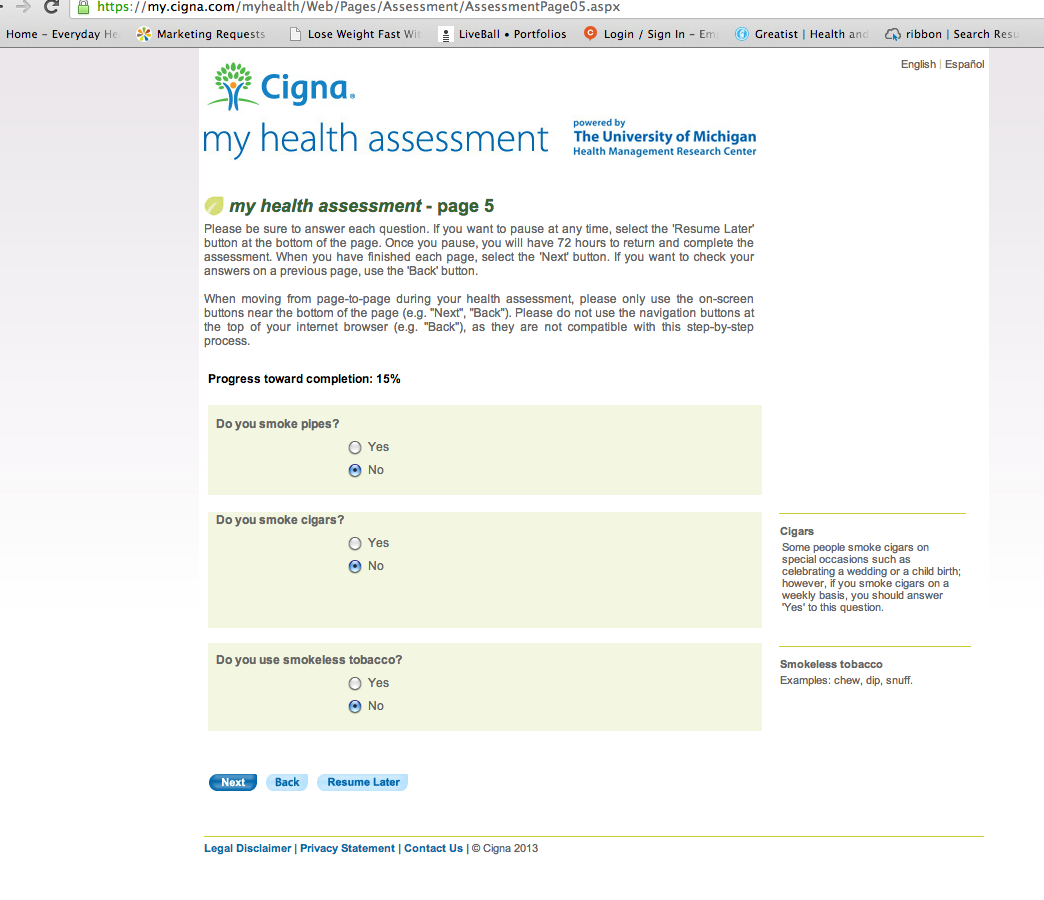 https://my.cigna.com/myhealth/Web/Pages/Assessment/AssessmentPage05.aspx
Home – Everyday He Marketing Requests Lose Weight Fast Wit LiveBall • Portfolios Login / Sign In – Em Greatist | Health and ribbon | Search Resu
English | Español
Cigna®
my health assessment
powered by
The University of Michigan
Health Management Research Center
my health assessment - page 5
Please be sure to answer each question. If you want to pause at any time, select the 'Resume Later'
button at the bottom of the page. Once you pause, you will have 72 hours to return and complete the
assessment. When you have finished each page, select the 'Next' button. If you want to check your
answers on a previous page, use the 'Back' button.
When moving from page-to-page during your health assessment, please only use the on-screen
buttons near the bottom of the page (e.g. "Next", "Back"). Please do not use the navigation buttons at
the top of your internet browser (e.g. "Back"), as they are not compatible with this step-by-step
process.
Progress toward completion: 15%
Do you smoke pipes?
Yes
No
Do you smoke cigars?
Yes
No
Cigars
Some people smoke cigars on
special occasions such as
celebrating a wedding or a child birth;
however, if you smoke cigars on a
weekly basis, you should answer
'Yes' to this question.
Do you use smokeless tobacco?
Yes
No
Smokeless tobacco
Examples: chew, dip, snuff.
Next Back Resume Later
Legal Disclaimer | Privacy Statement | Contact Us | © Cigna 2013